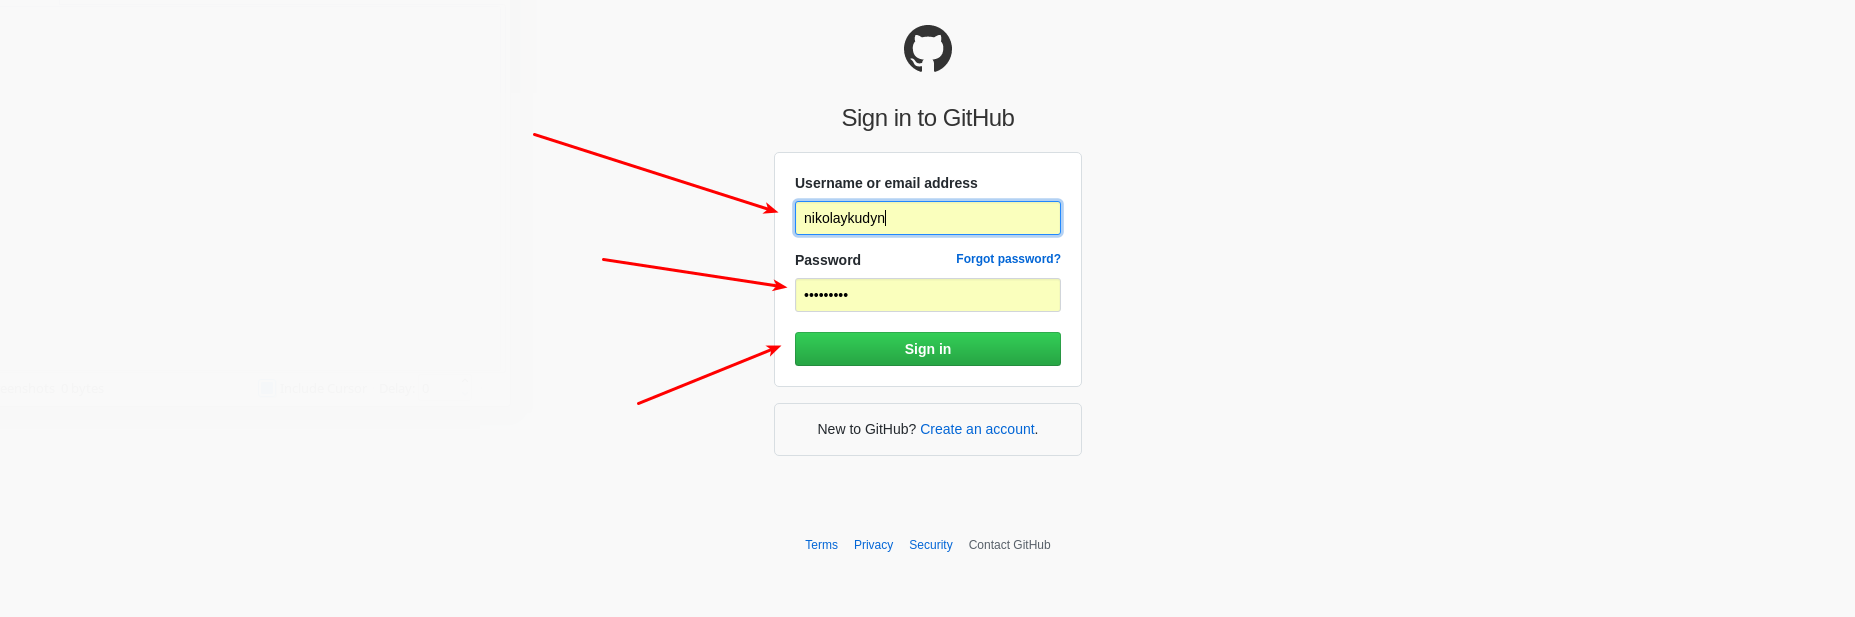 Sign in to GitHub
Username or email address
nikolaykudyn
Password Forgot password?
•••••••••
Sign in
New to GitHub? Create an account.
Terms Privacy Security Contact GitHub